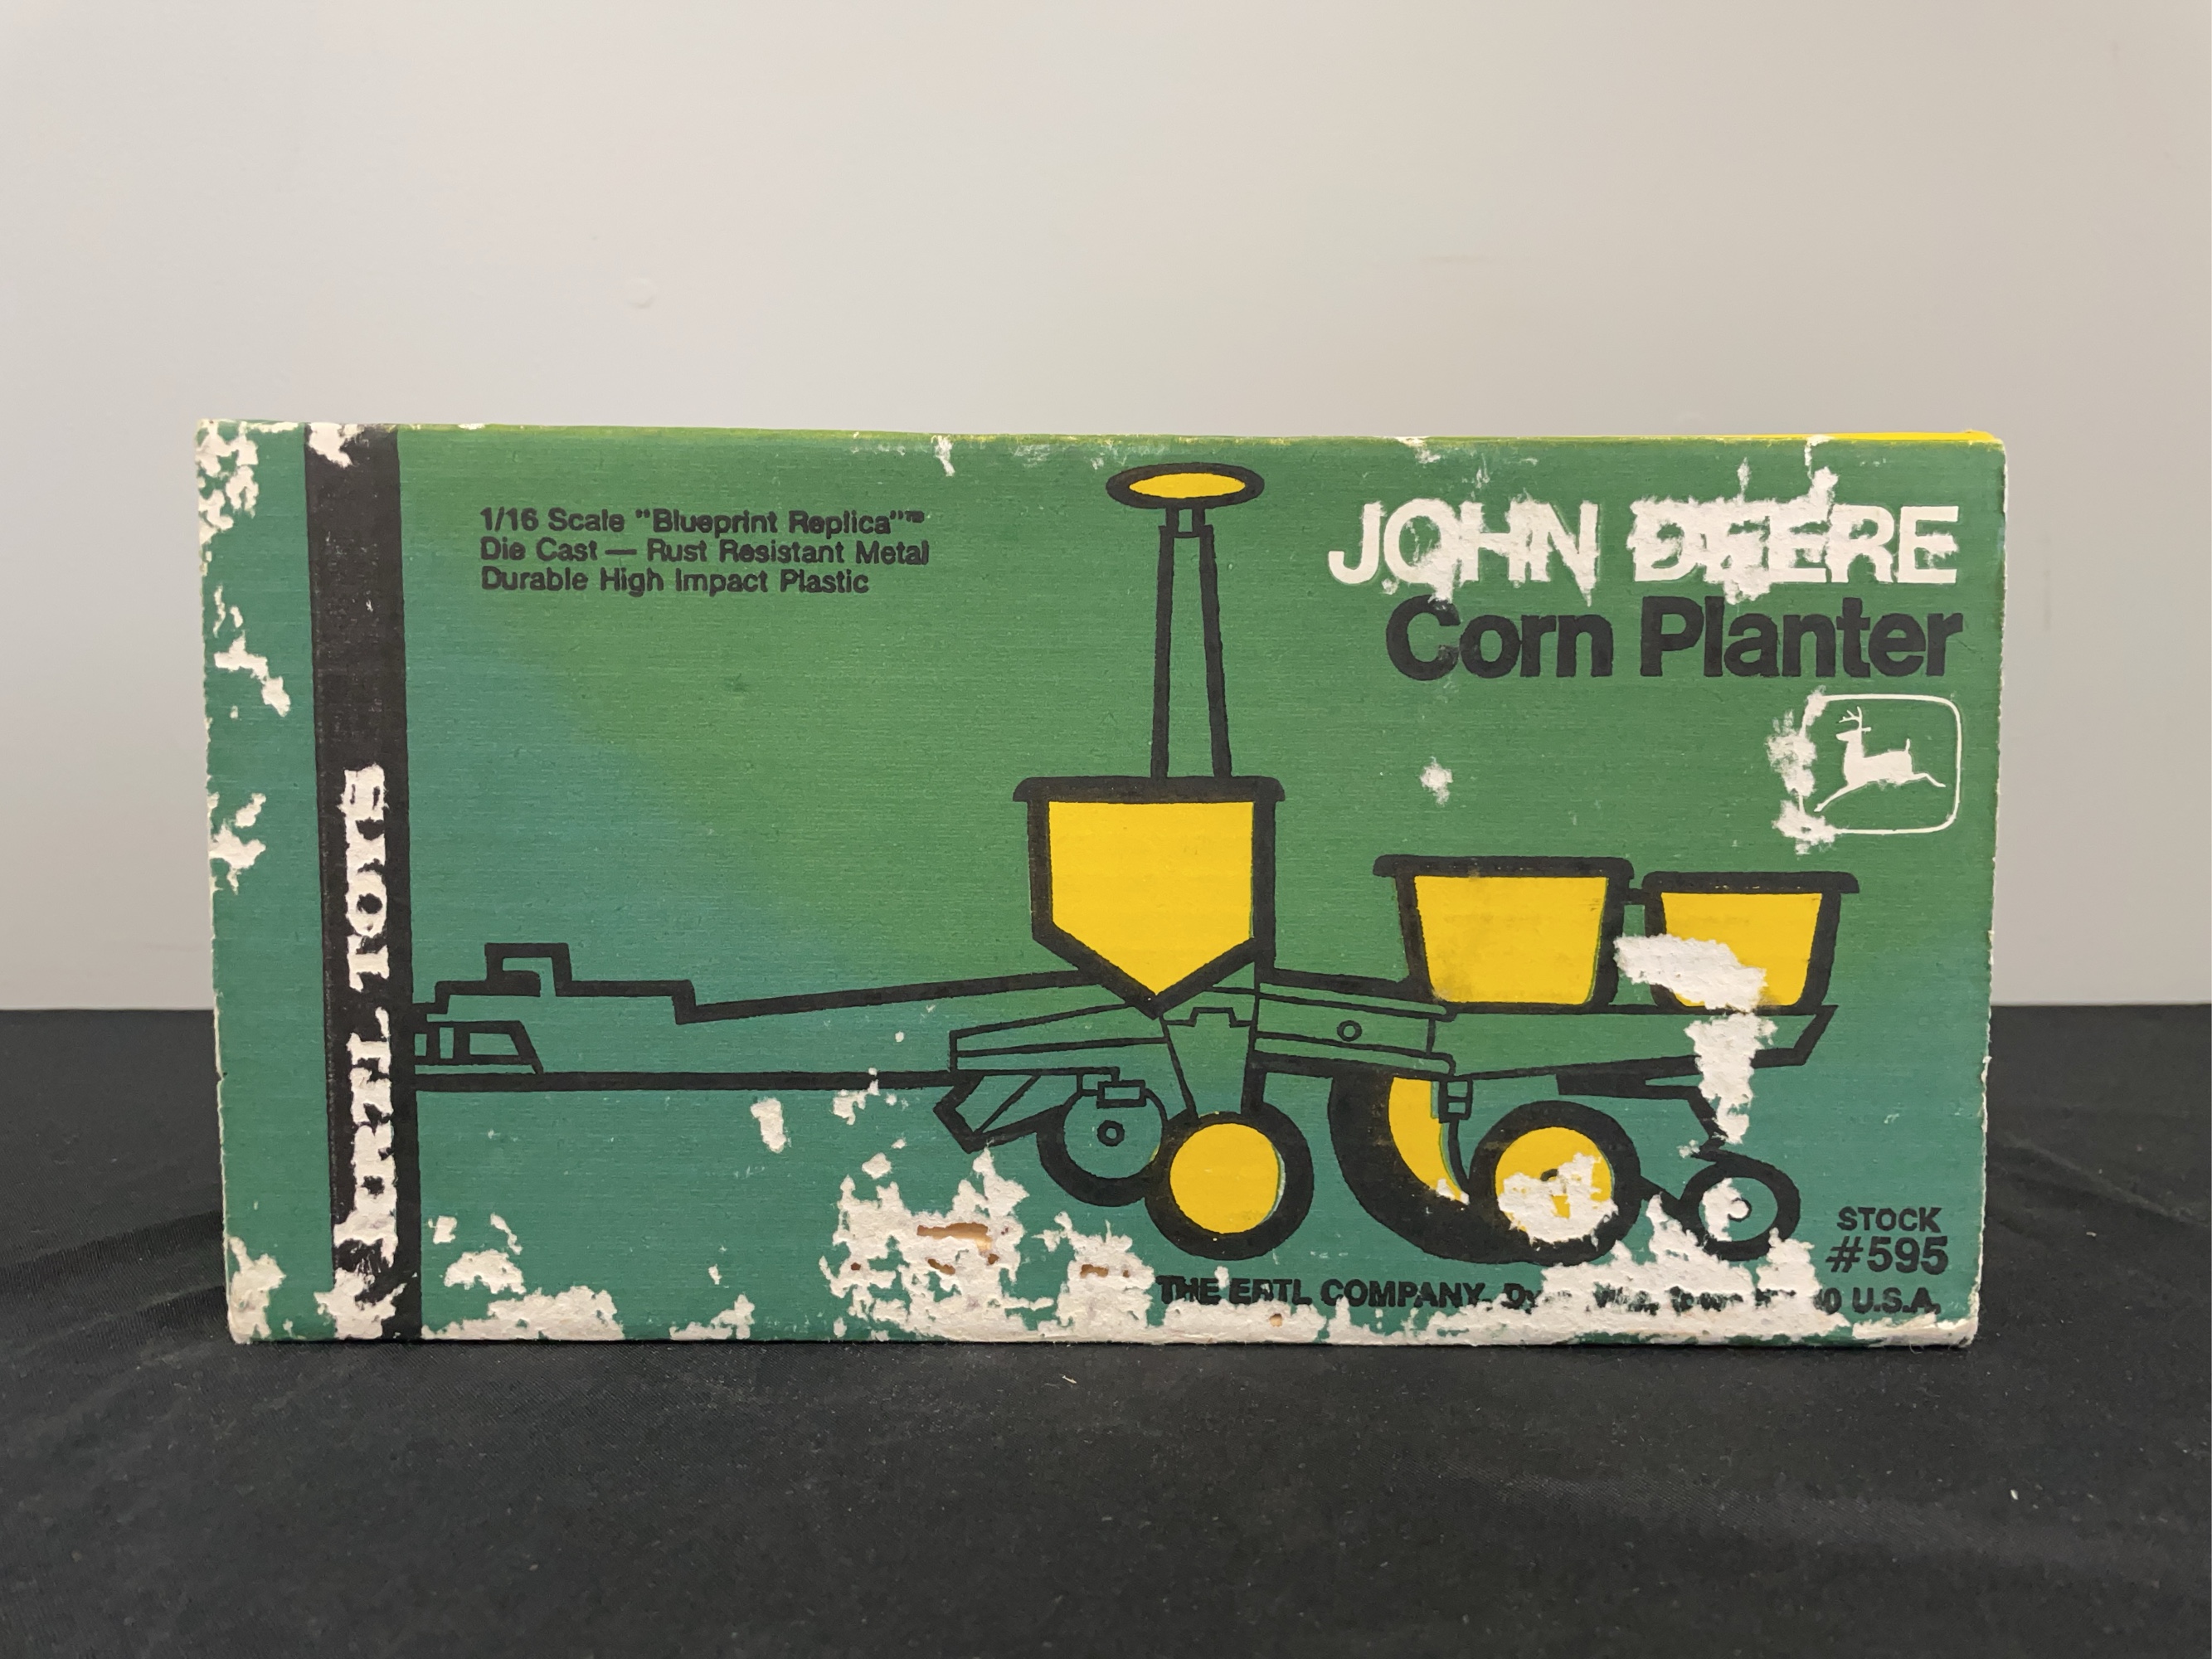 1/16 Scale "Blueprint Replica"™
Die Cast — Rust Resistant Metal
Durable High Impact Plastic
JOHN DEERE
Corn Planter
ERTL TOYS
STOCK
#595
THE ERTL COMPANY, Iowa U.S.A.